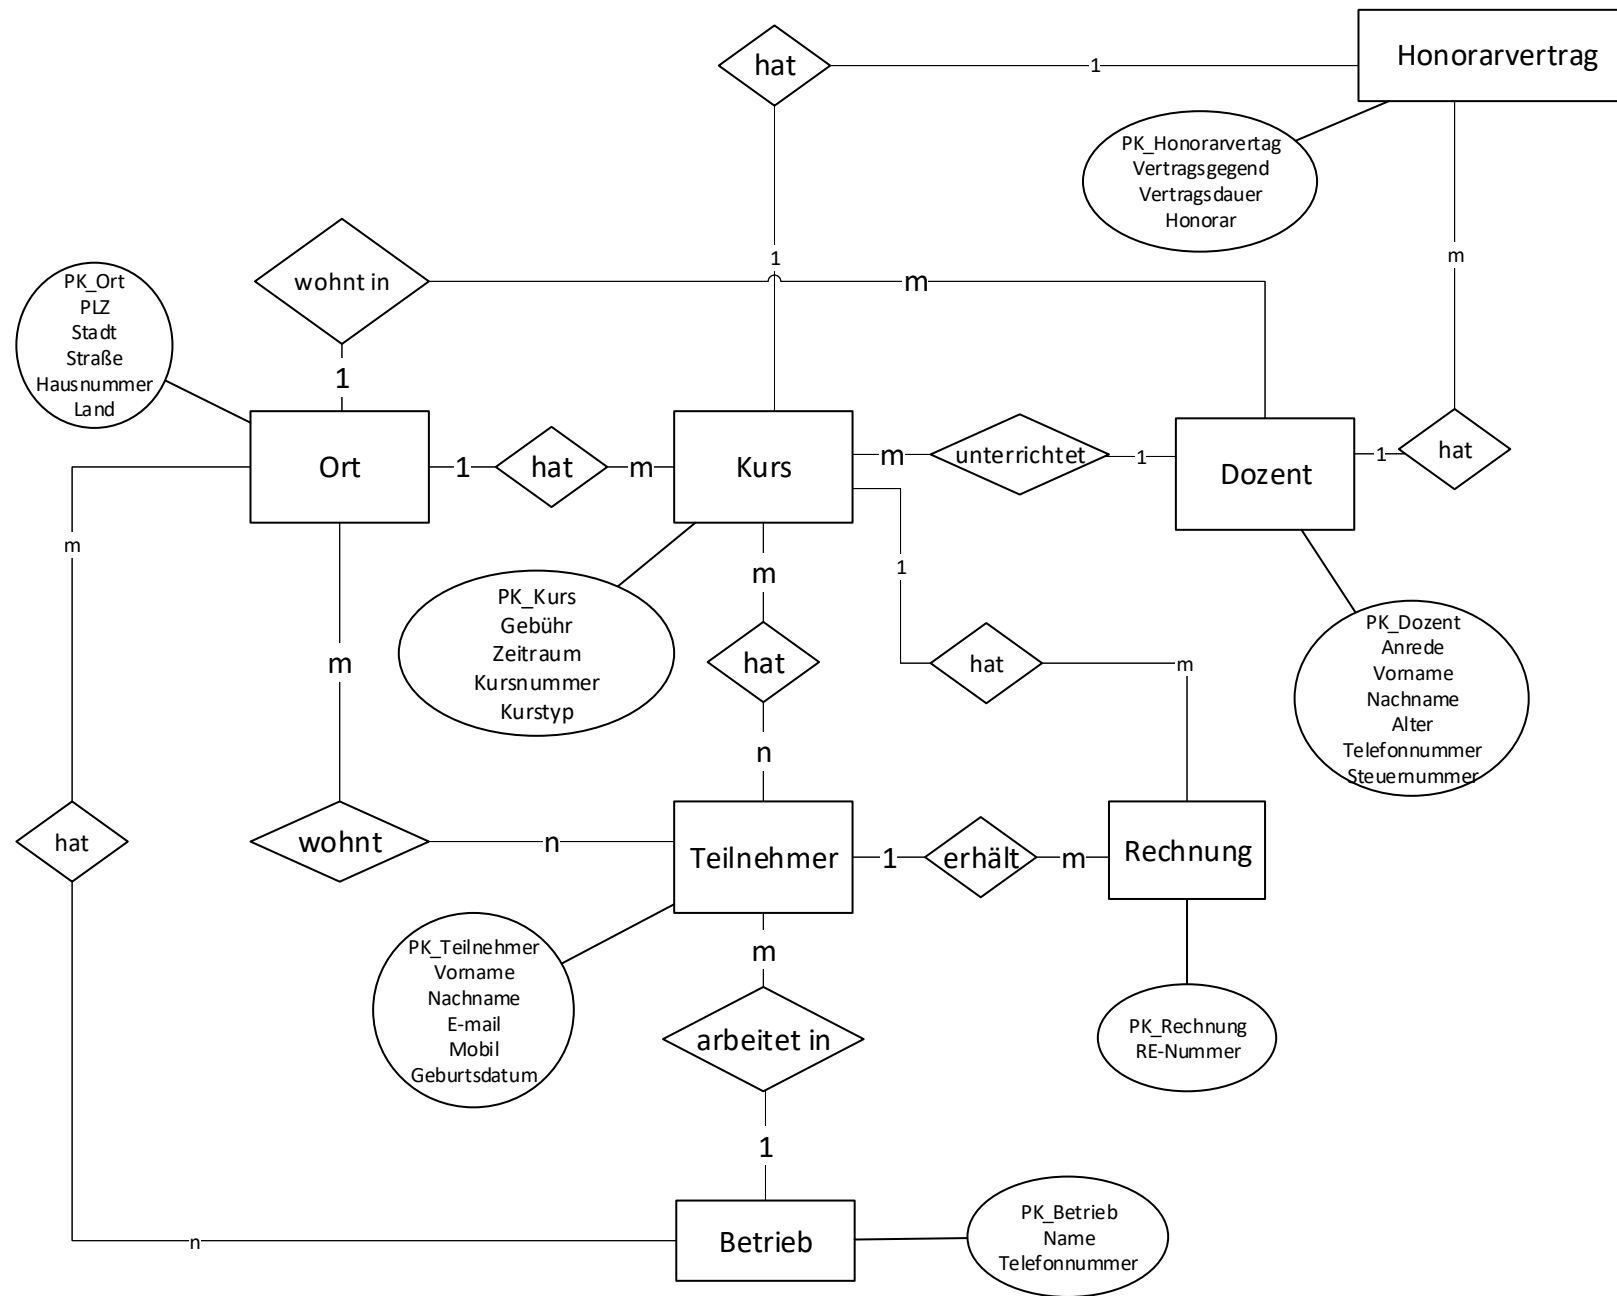 Honorarvertrag
hat
1
PK_Honorarvertag
Vertragsgegend
Vertragsdauer
Honorar
1
m
wohnt in
m
PK_Ort
PLZ
Stadt
Straße
Hausnummer
Land
1
Ort
1
hat
m
Kurs
m
unterrichtet
1
Dozent
1
hat
m
m
1
m
PK_Kurs
Gebühr
Zeitraum
Kursnummer
Kurstyp
hat
hat
m
PK_Dozent
Anrede
Vorname
Nachname
Alter
Telefonnummer
Steuernummer
n
hat
wohnt
n
Teilnehmer
1
erhält
m
Rechnung
PK_Teilnehmer
Vorname
Nachname
E-mail
Mobil
Geburtsdatum
m
arbeitet in
PK_Rechnung
RE-Nummer
1
n
Betrieb
PK_Betrieb
Name
Telefonnummer